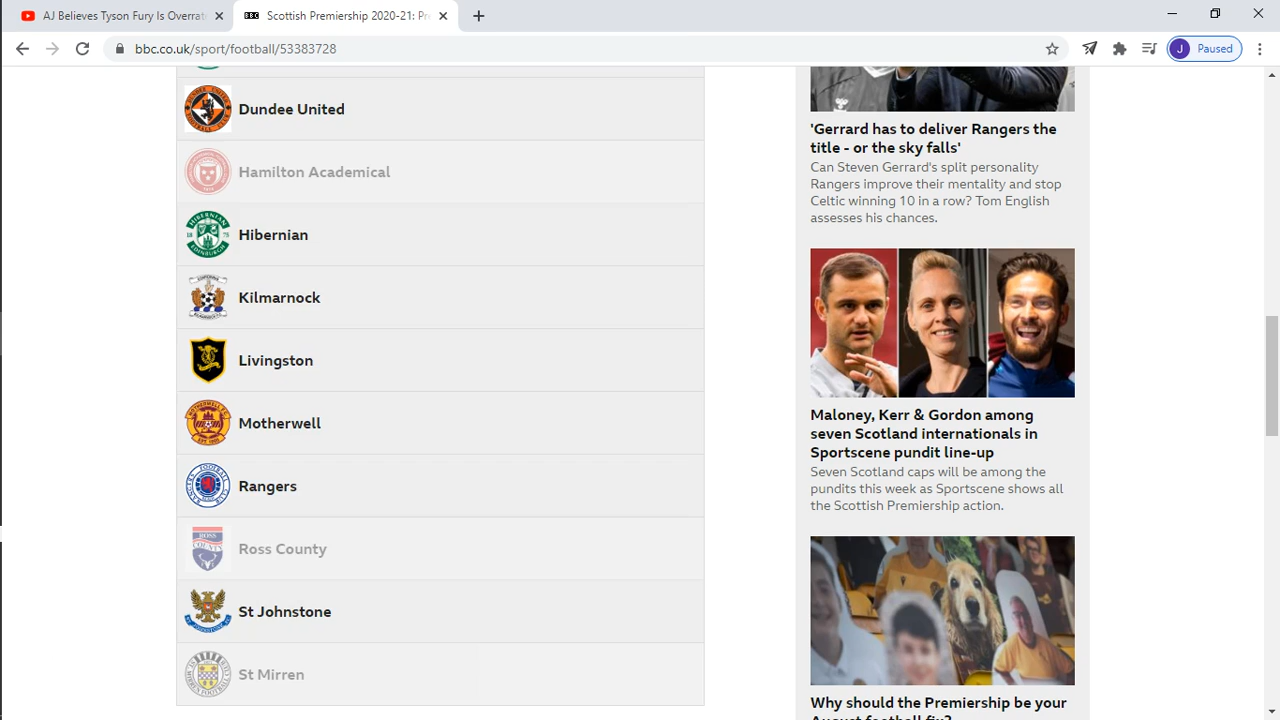 AJ Believes Tyson Fury Is Overrat
Scottish Premiership 2020-21: Pr
bbc.co.uk/sport/football/53383728
J Paused
Dundee United
Hamilton Academical
Hibernian
Kilmarnock
Livingston
Motherwell
Rangers
Ross County
St Johnstone
St Mirren
'Gerrard has to deliver Rangers the
title - or the sky falls'
Can Steven Gerrard's split personality
Rangers improve their mentality and stop
Celtic winning 10 in a row? Tom English
assesses his chances.
Maloney, Kerr & Gordon among
seven Scotland internationals in
Sportscene pundit line-up
Seven Scotland caps will be among the
pundits this week as Sportscene shows all
the Scottish Premiership action.
Why should the Premiership be your
August football fix?